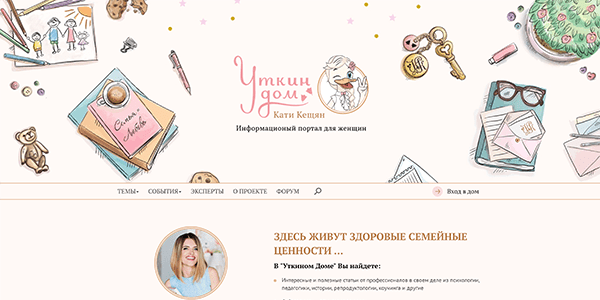 Семья Любовь
Уткин
дом
Кати Кещян
Информационый портал для женщин
ТЕМЫ СОБЫТИЯ ЭКСПЕРТЫ О ПРОЕКТЕ ФОРУМ
Вход в дом
ЗДЕСЬ ЖИВУТ ЗДОРОВЫЕ СЕМЕЙНЫЕ
ЦЕННОСТИ ...
В "Уткином Доме" Вы найдете:
Интересные и полезные статьи от профессионалов в своем деле из психологии,
педагогики, истории, репродуктологии, коучинга и другие